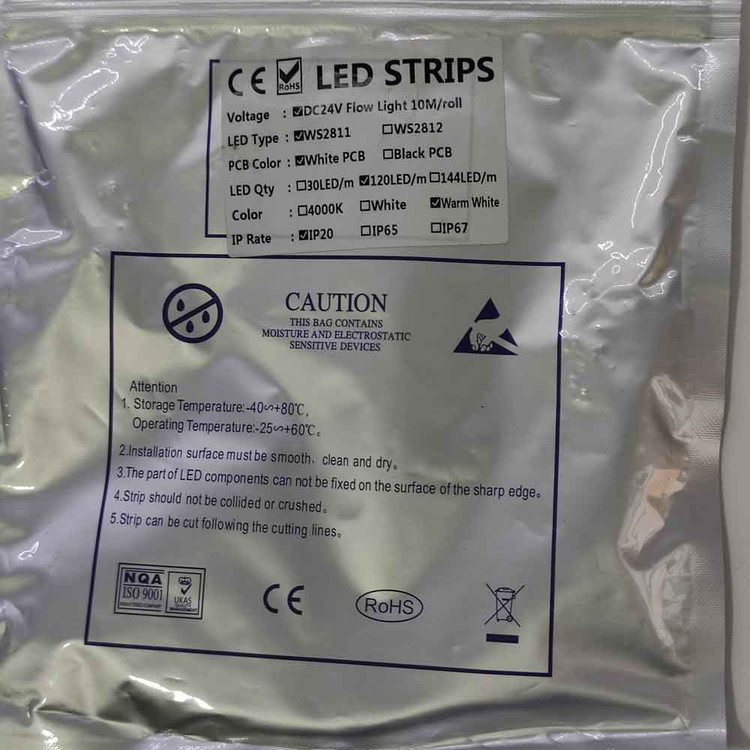 CE RoHS LED STRIPS
Voltage : ☑DC24V Flow Light 10M/roll
LED Type : ☑WS2811 ☐WS2812
PCB Color : ☑White PCB ☐Black PCB
LED Qty : ☐30LED/m ☑120LED/m ☐144LED/m
Color : ☐4000K ☐White ☑Warm White
IP Rate : ☑IP20 ☐IP65 ☐IP67
CAUTION
THIS BAG CONTAINS
MOISTURE AND ELECTROSTATIC
SENSITIVE DEVICES
Attention
1. Storage Temperature:-40∽+80℃,
Operating Temperature:-25∽+60℃。
2.Installation surface must be smooth, clean and dry。
3.The part of LED components can not be fixed on the surface of the sharp edge。
4.Strip should not be collided or crushed。
5.Strip can be cut following the cutting lines。
NQA
ISO 9001
UKAS
CE
RoHS